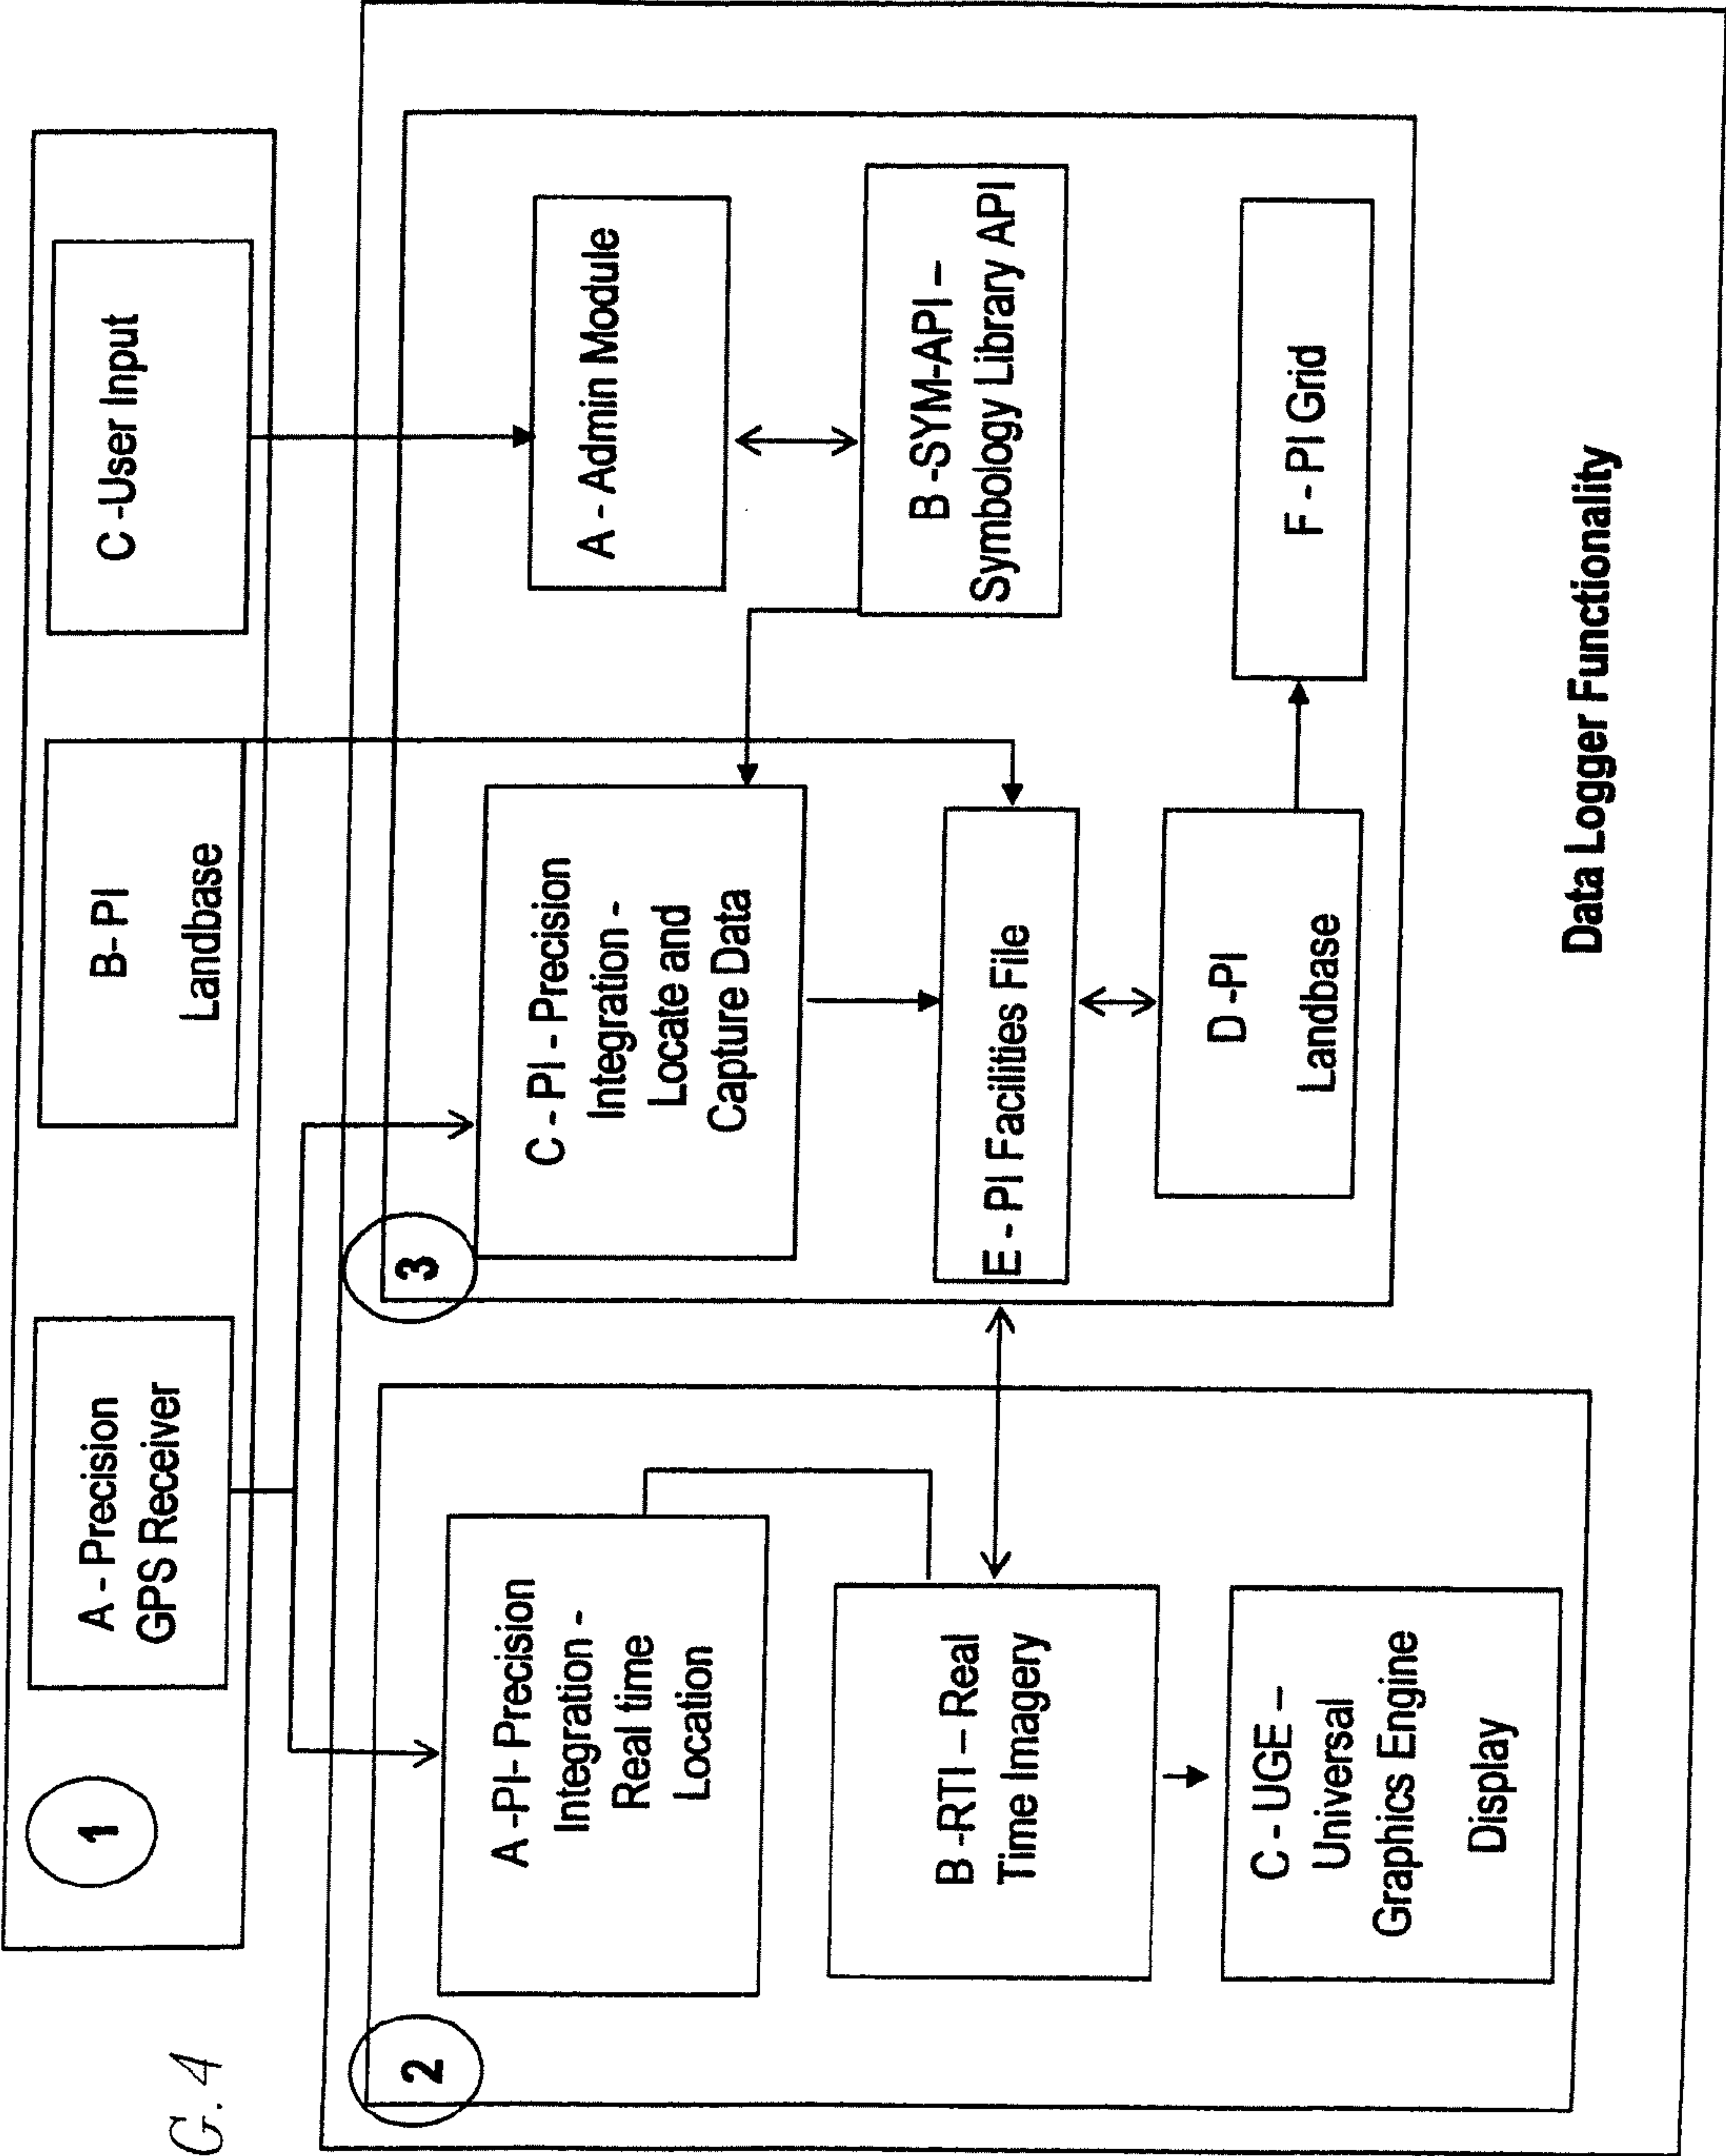 G. 4
1
A - Precision
GPS Receiver
B- PI
Landbase
C -User Input
2
A -PI- Precision
Integration -
Real time
Location
B -RTI – Real
Time Imagery
C - UGE –
Universal
Graphics Engine
Display
3
C - PI - Precision
Integration -
Locate and
Capture Data
A - Admin Module
B -SYM-API –
Symbology Library API
E - PI Facilities File
D -PI
Landbase
F - PI Grid
Data Logger Functionality